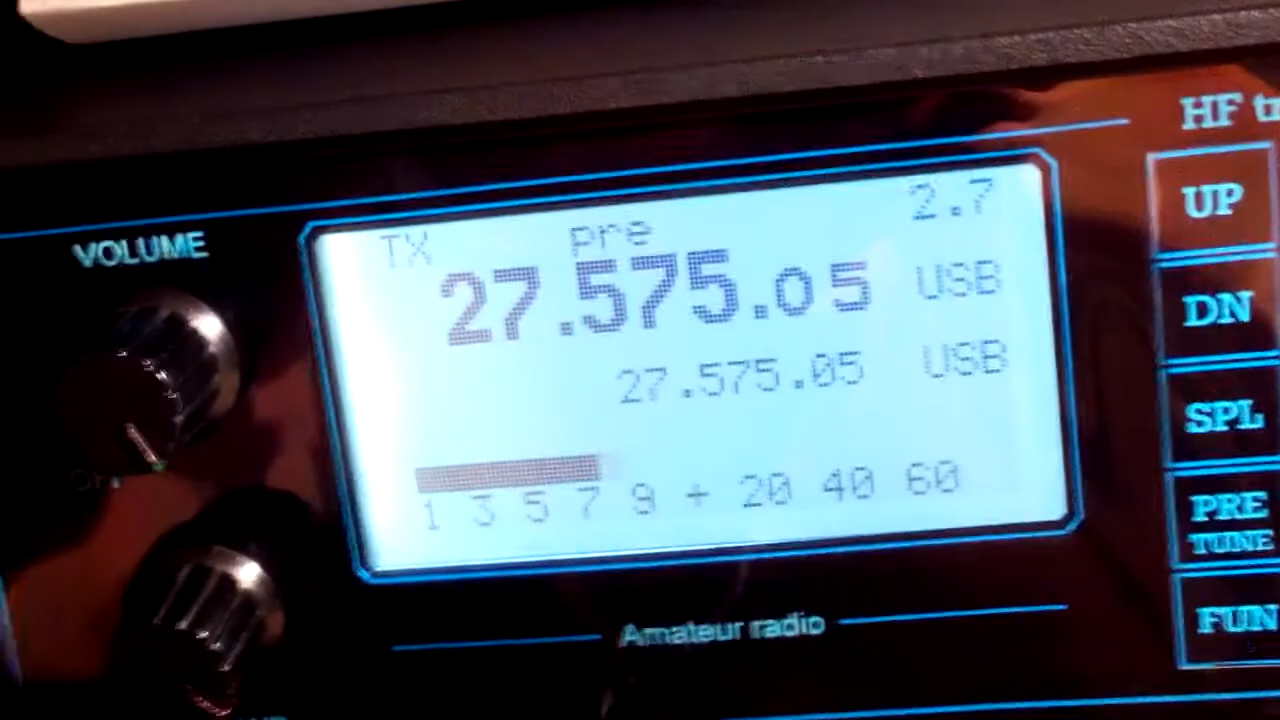 HF tr
VOLUME
TX pre 2.7
27.575.05 USB
27.575.05 USB
1 3 5 7 9 + 20 40 60
UP
DN
SPL
PRE
TUNE
FUN
Amateur radio